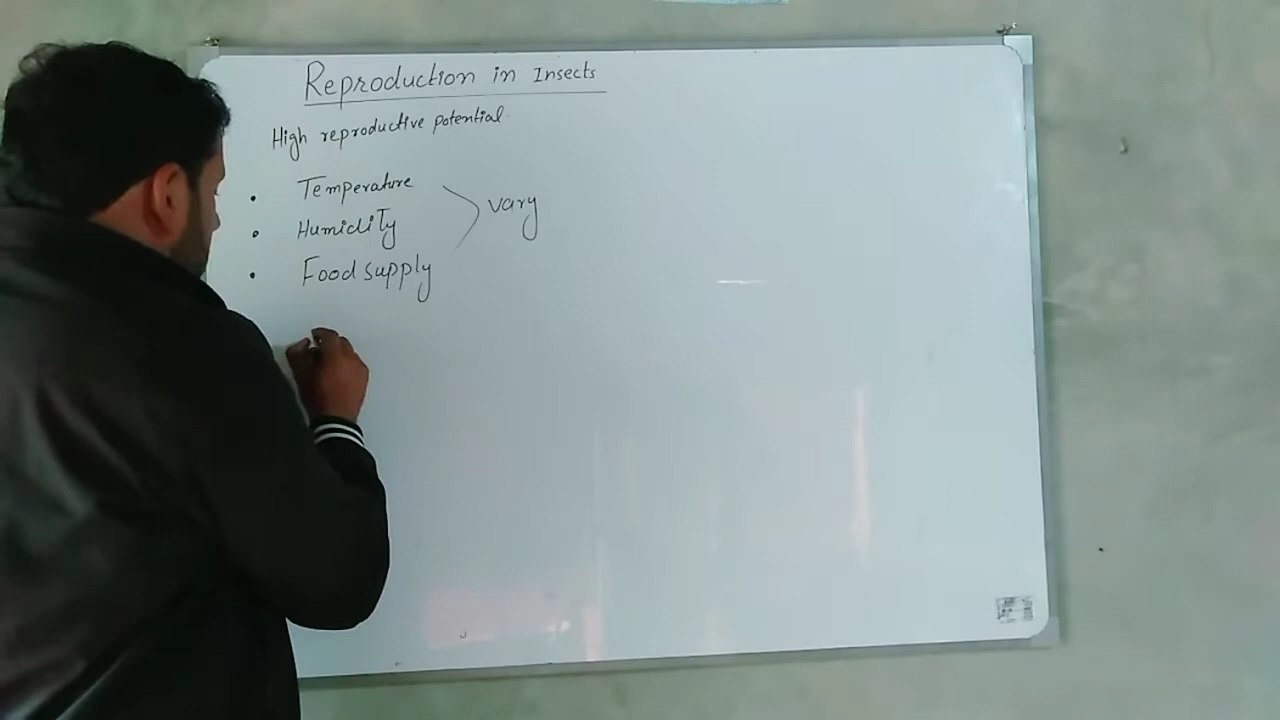 Reproduction in Insects
High reproductive potential
• Temperature
• Humidity
• Food supply
vary